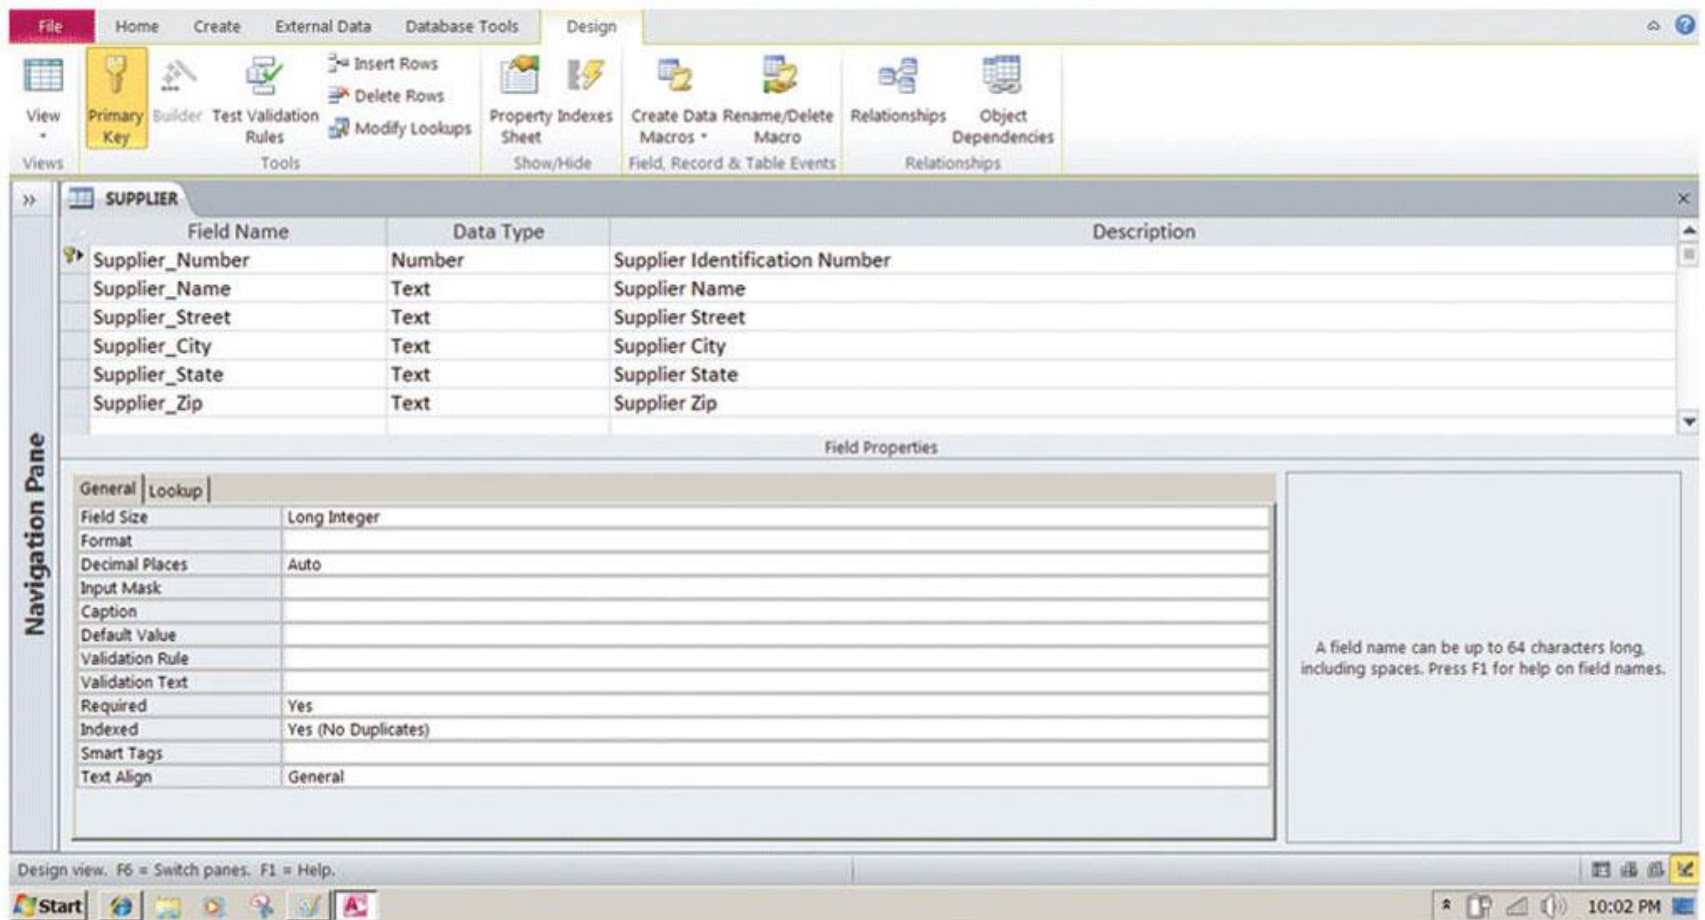 File Home Create External Data Database Tools Design
View
Views
Primary Key
Builder
Test Validation Rules
Insert Rows
Delete Rows
Modify Lookups
Tools
Property Sheet
Indexes
Show/Hide
Create Data Macros
Rename/Delete Macro
Field, Record & Table Events
Relationships
Object Dependencies
Relationships
SUPPLIER
Field Name Data Type Description
Supplier_Number Number Supplier Identification Number
Supplier_Name Text Supplier Name
Supplier_Street Text Supplier Street
Supplier_City Text Supplier City
Supplier_State Text Supplier State
Supplier_Zip Text Supplier Zip
Navigation Pane
Field Properties
General Lookup
Field Size Long Integer
Format
Decimal Places Auto
Input Mask
Caption
Default Value
Validation Rule
Validation Text
Required Yes
Indexed Yes (No Duplicates)
Smart Tags
Text Align General
A field name can be up to 64 characters long,
including spaces. Press F1 for help on field names.
Design view. F6 = Switch panes. F1 = Help.
Start 10:02 PM